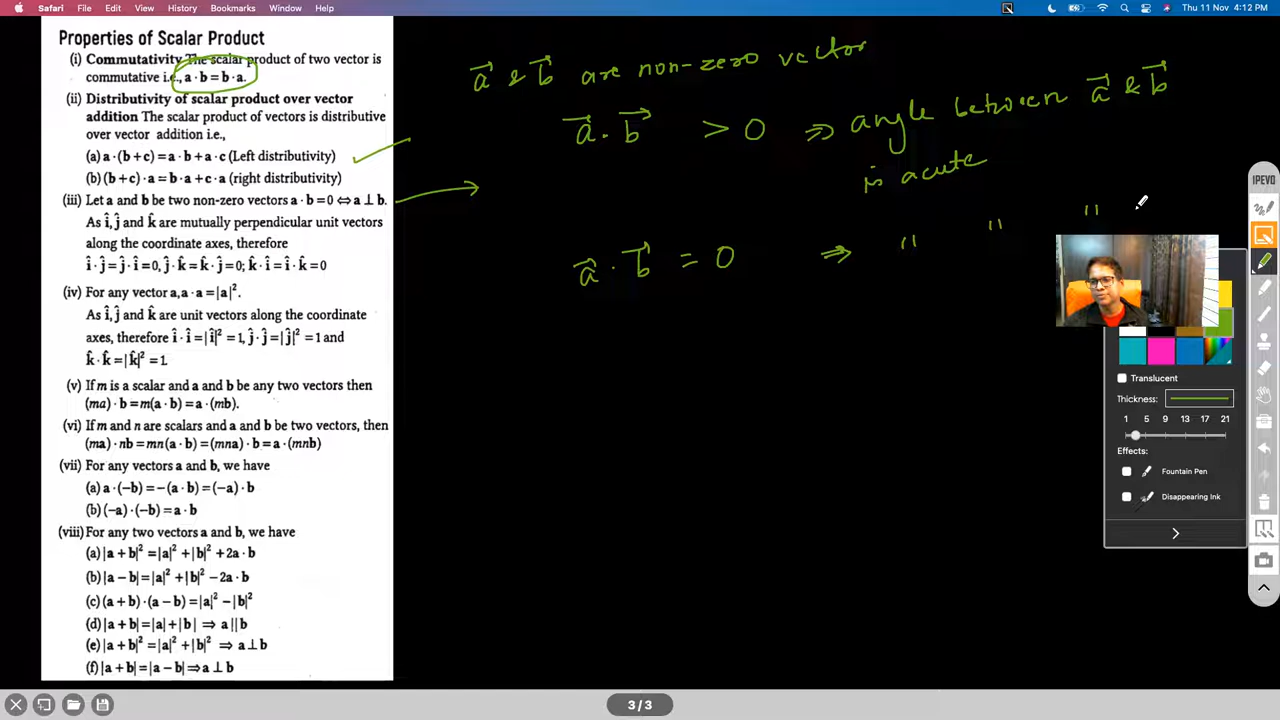 Safari File Edit View History Bookmarks Window Help Thu 11 Nov 4:12 PM
Properties of Scalar Product
(i) Commutativity The scalar product of two vector is
commutative i.e., a · b = b · a.
(ii) Distributivity of scalar product over vector
addition The scalar product of vectors is distributive
over vector addition i.e.,
(a) a · (b + c) = a · b + a · c (Left distributivity)
(b) (b + c) · a = b · a + c · a (right distributivity)
(iii) Let a and b be two non-zero vectors a · b = 0 ⇔ a ⊥ b.
As î, ĵ and k̂ are mutually perpendicular unit vectors
along the coordinate axes, therefore
î · ĵ = ĵ · î = 0, ĵ · k̂ = k̂ · ĵ = 0; k̂ · î = î · k̂ = 0
(iv) For any vector a, a · a = |a|².
As î, ĵ and k̂ are unit vectors along the coordinate
axes, therefore î · î = |î|² = 1, ĵ · ĵ = |ĵ|² = 1 and
k̂ · k̂ = |k̂|² = 1.
(v) If m is a scalar and a and b be any two vectors then
(ma) · b = m(a · b) = a · (mb).
(vi) If m and n are scalars and a and b be two vectors, then
(ma) · nb = mn(a · b) = (mna) · b = a · (mnb)
(vii) For any vectors a and b, we have
(a) a · (−b) = −(a · b) = (−a) · b
(b) (−a) · (−b) = a · b
(viii) For any two vectors a and b, we have
(a) |a + b|² = |a|² + |b|² + 2a · b
(b) |a − b| = |a|² + |b|² − 2a · b
(c) (a + b) · (a − b) = |a|² − |b|²
(d) |a + b| = |a| + |b| ⇒ a || b
(e) |a + b|² = |a|² + |b|² ⇒ a ⊥ b
(f) |a + b| = |a − b| ⇒ a ⊥ b
a⃗ & b⃗ are non-zero vector
a⃗ · b⃗ > 0 ⇒ angle between a⃗ & b⃗
is acute
a⃗ · b⃗ = 0 ⇒ " " "
IPEVO
Translucent
Thickness:
1 5 9 13 17 21
Effects:
Fountain Pen
Disappearing Ink
3/3